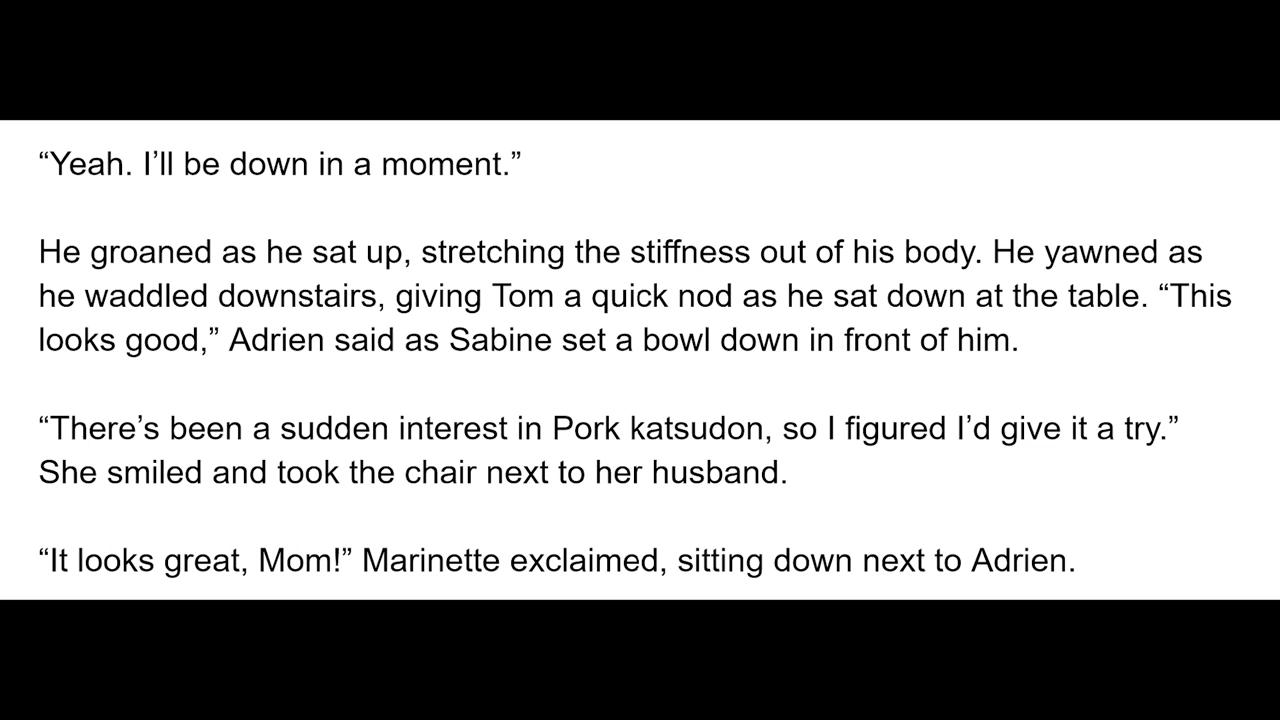 “Yeah. I’ll be down in a moment.”
He groaned as he sat up, stretching the stiffness out of his body. He yawned as
he waddled downstairs, giving Tom a quick nod as he sat down at the table. “This
looks good,” Adrien said as Sabine set a bowl down in front of him.
“There’s been a sudden interest in Pork katsudon, so I figured I’d give it a try.”
She smiled and took the chair next to her husband.
“It looks great, Mom!” Marinette exclaimed, sitting down next to Adrien.